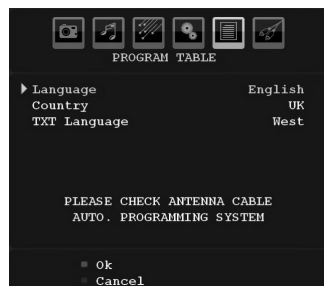 PROGRAM TABLE
Language English
Country UK
TXT Language West
PLEASE CHECK ANTENNA CABLE
AUTO. PROGRAMMING SYSTEM
Ok
Cancel